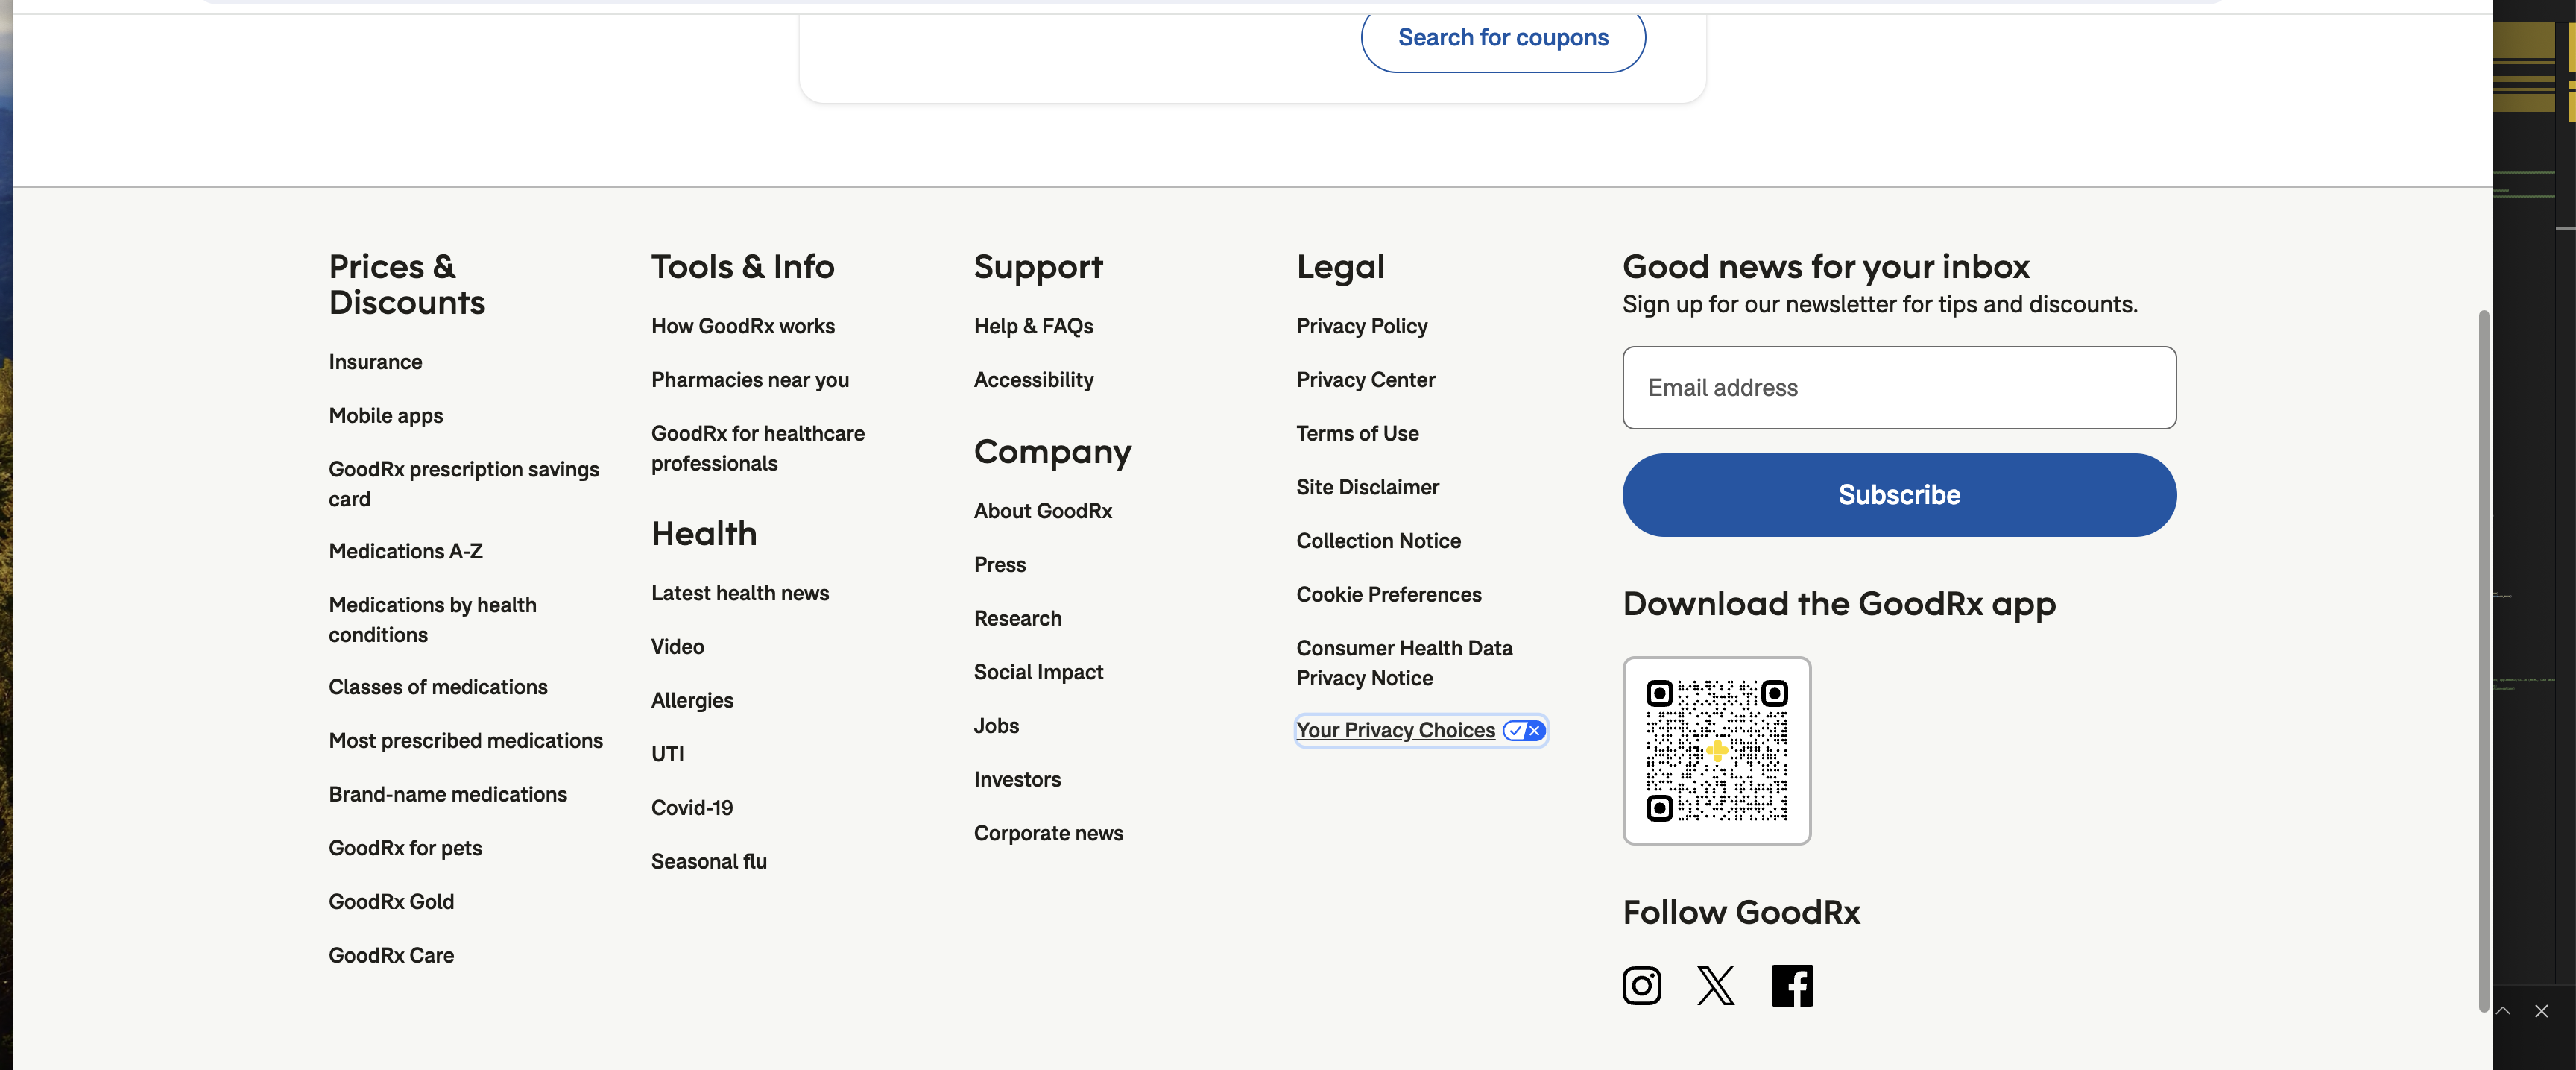 Search for coupons
Prices &
Discounts
Insurance
Mobile apps
GoodRx prescription savings
card
Medications A-Z
Medications by health
conditions
Classes of medications
Most prescribed medications
Brand-name medications
GoodRx for pets
GoodRx Gold
GoodRx Care
Tools & Info
How GoodRx works
Pharmacies near you
GoodRx for healthcare
professionals
Health
Latest health news
Video
Allergies
UTI
Covid-19
Seasonal flu
Support
Help & FAQs
Accessibility
Company
About GoodRx
Press
Research
Social Impact
Jobs
Investors
Corporate news
Legal
Privacy Policy
Privacy Center
Terms of Use
Site Disclaimer
Collection Notice
Cookie Preferences
Consumer Health Data
Privacy Notice
Your Privacy Choices
Good news for your inbox
Sign up for our newsletter for tips and discounts.
Email address
Subscribe
Download the GoodRx app
Follow GoodRx